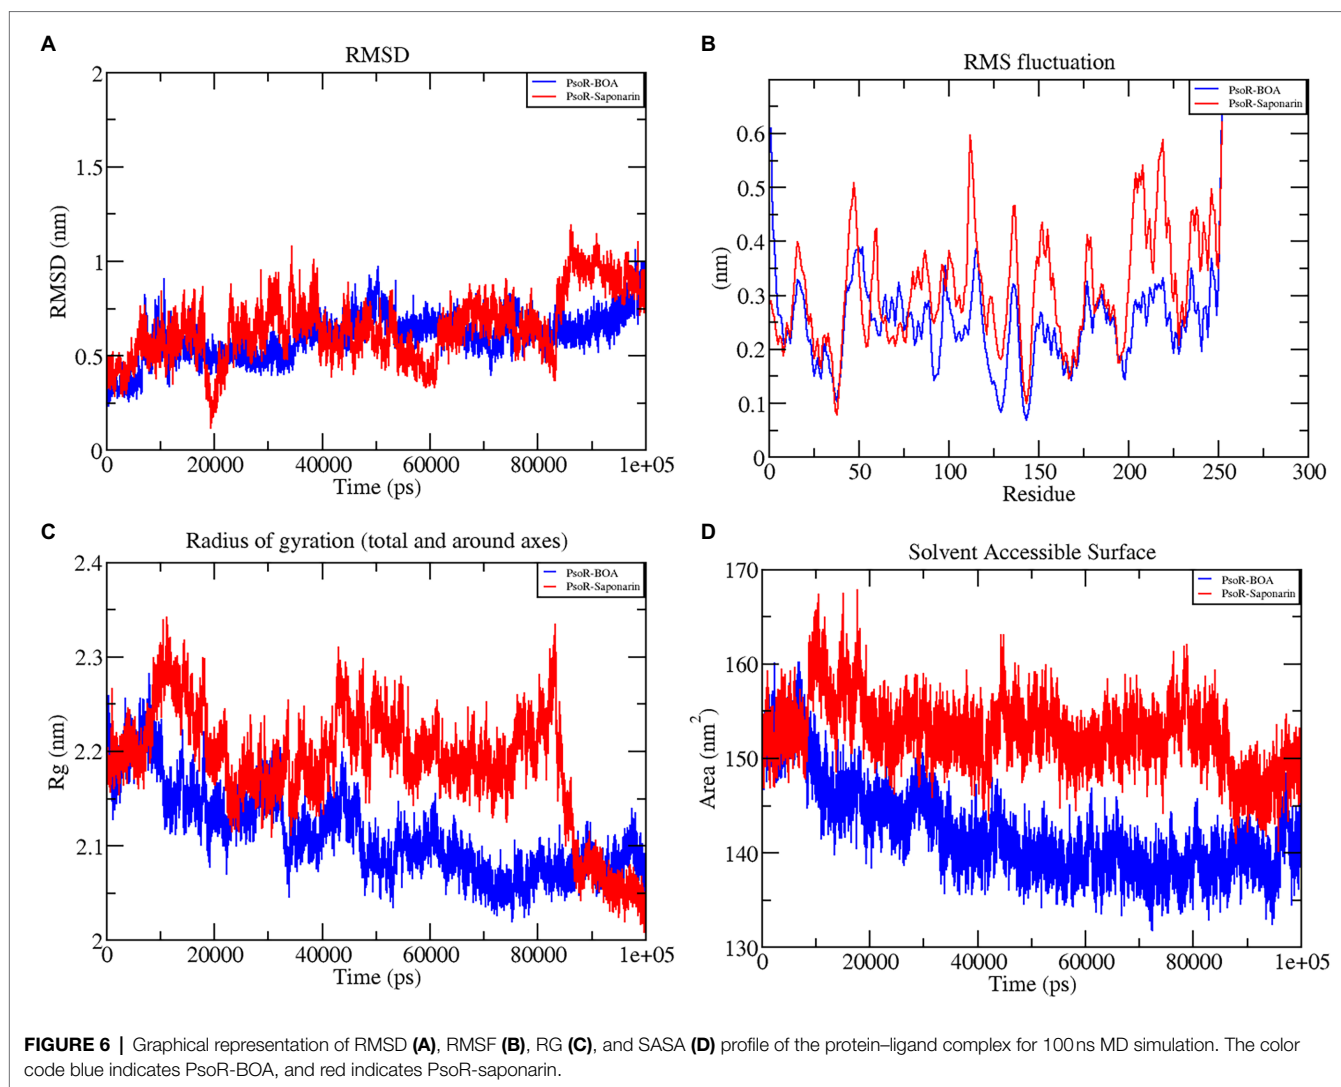 A
RMSD
PsoR-BOA
PsoR-Saponarin
2
1.5
1
0.5
0
RMSD (nm)
0 20000 40000 60000 80000 1e+05
Time (ps)
B
RMS fluctuation
PsoR-BOA
PsoR-Saponarin
0.6
0.5
0.4
0.3
0.2
0.1
0
(nm)
0 50 100 150 200 250 300
Residue
C
Radius of gyration (total and around axes)
PsoR-BOA
PsoR-Saponarin
2.4
2.3
2.2
2.1
2
Rg (nm)
0 20000 40000 60000 80000 1e+05
Time (ps)
D
Solvent Accessible Surface
PsoR-BOA
PsoR-Saponarin
170
160
150
140
130
Area (nm²)
0 20000 40000 60000 80000 1e+05
Time (ps)
FIGURE 6 | Graphical representation of RMSD (A), RMSF (B), RG (C), and SASA (D) profile of the protein–ligand complex for 100 ns MD simulation. The color
code blue indicates PsoR-BOA, and red indicates PsoR-saponarin.